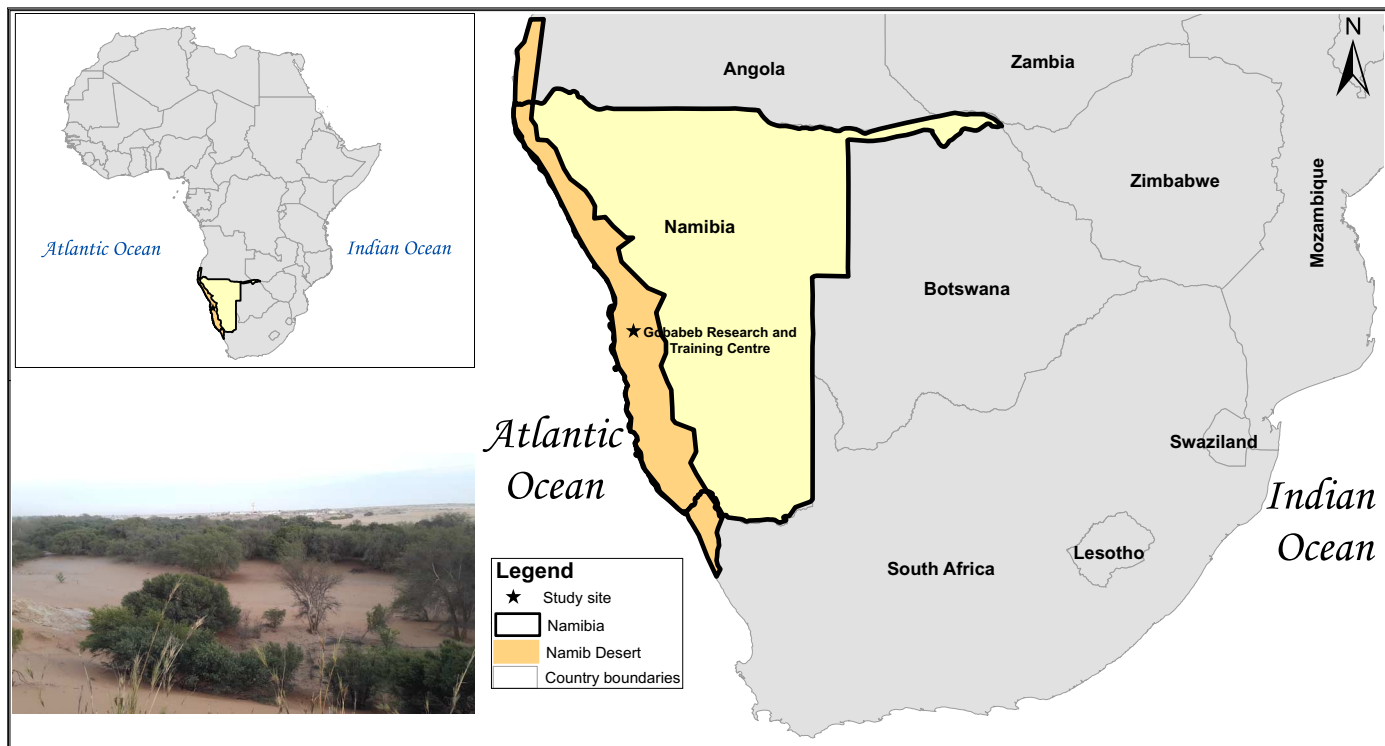 Atlantic Ocean
Indian Ocean
N
Angola
Zambia
Zimbabwe
Mozambique
Namibia
Botswana
Gobabeb Research and
Training Centre
Atlantic
Ocean
Swaziland
Indian
Ocean
Lesotho
South Africa
Legend
Study site
Namibia
Namib Desert
Country boundaries